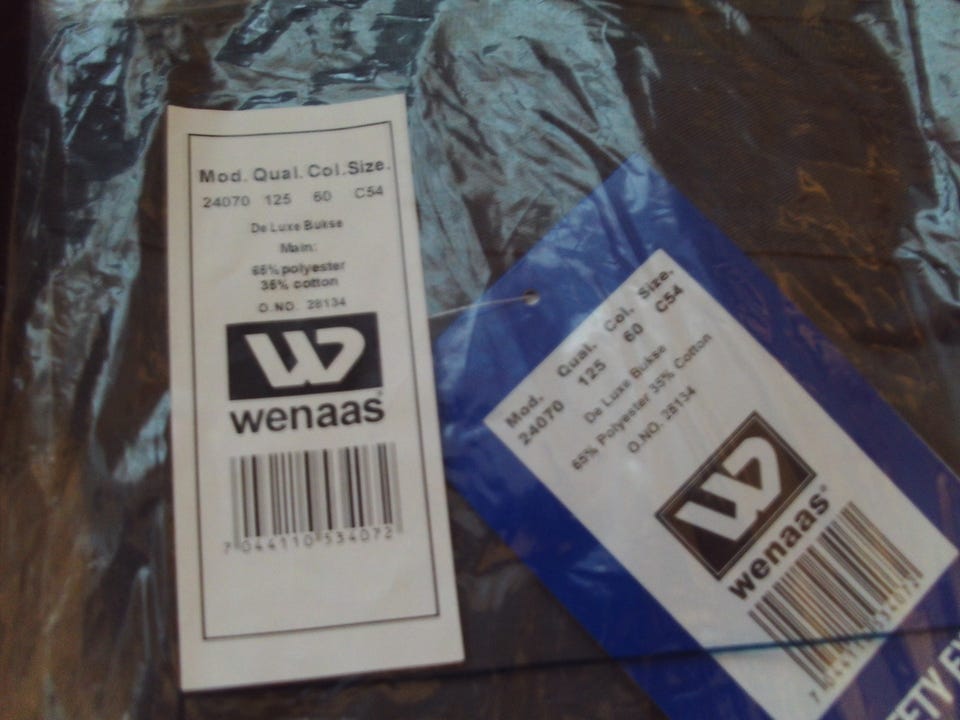 Mod. Qual. Col. Size.
24070 125 60 C54
De Luxe Bukse
Main:
65% polyester
35% cotton
O.NO. 28134
wenaas
7 044110 534072
Mod. Qual. Col. Size.
24070 125 60 C54
De Luxe Bukse
65% Polyester 35% Cotton
O.NO. 28134
wenaas®